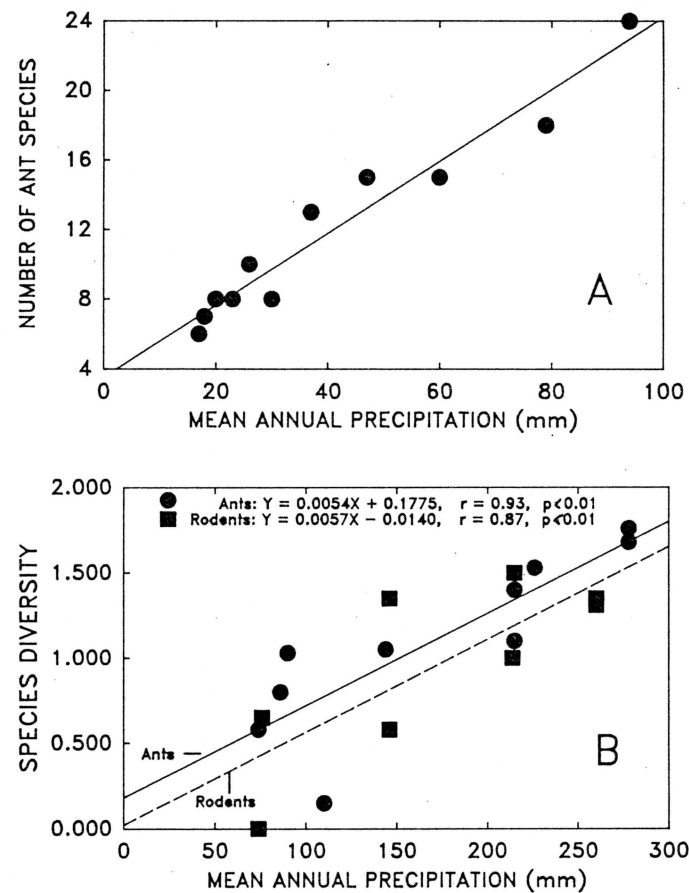 24
20
16
12
8
4
NUMBER OF ANT SPECIES
A
20 40 60 80 100
MEAN ANNUAL PRECIPITATION (mm)
2.000
1.500
1.000
0.500
0.000
SPECIES DIVERSITY
Ants: Y = 0.0054X + 0.1775, r = 0.93, p<0.01
Rodents: Y = 0.0057X − 0.0140, r = 0.87, p<0.01
Ants
Rodents
B
0 50 100 150 200 250 300
MEAN ANNUAL PRECIPITATION (mm)